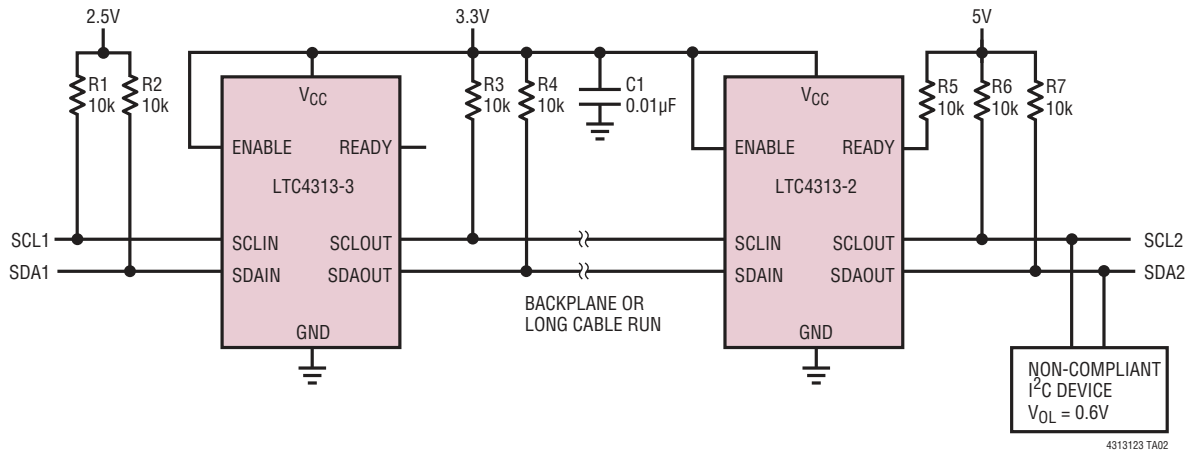 2.5V
3.3V
5V
R1
10k
R2
10k
VCC
ENABLE
READY
LTC4313-3
SCLIN
SCLOUT
SDAIN
SDAOUT
GND
R3
10k
R4
10k
C1
0.01µF
VCC
ENABLE
READY
LTC4313-2
SCLIN
SCLOUT
SDAIN
SDAOUT
GND
R5
10k
R6
10k
R7
10k
SCL1
SDA1
BACKPLANE OR
LONG CABLE RUN
SCL2
SDA2
NON-COMPLIANT
I2C DEVICE
VOL = 0.6V
4313123 TA02